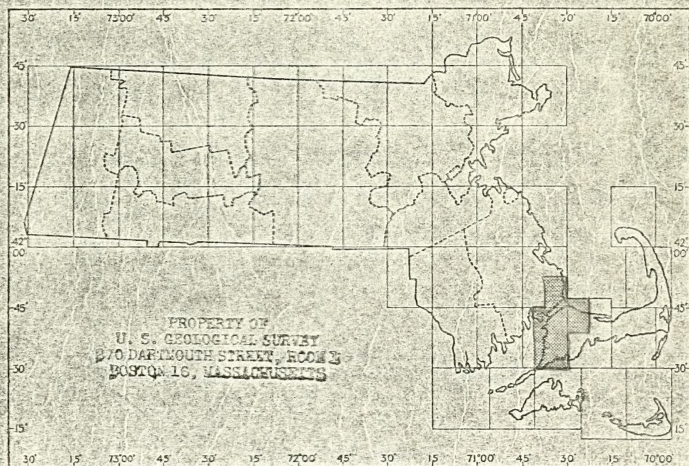 30' 15' 73°00' 45' 30' 15' 72°00' 45' 30' 15' 71°00' 45' 30' 15' 70°00'
45' 45'
30' 30'
15' 15'
42° 00' 42° 00'
45' 45'
PROPERTY OF
U. S. GEOLOGICAL SURVEY
270 DARTMOUTH STREET, ROOM
BOSTON 16, MASSACHUSETTS
30' 30'
15' 15'
30' 15' 73°00' 45' 30' 15' 72°00' 45' 30' 15' 71°00' 45' 30' 15' 70°00'